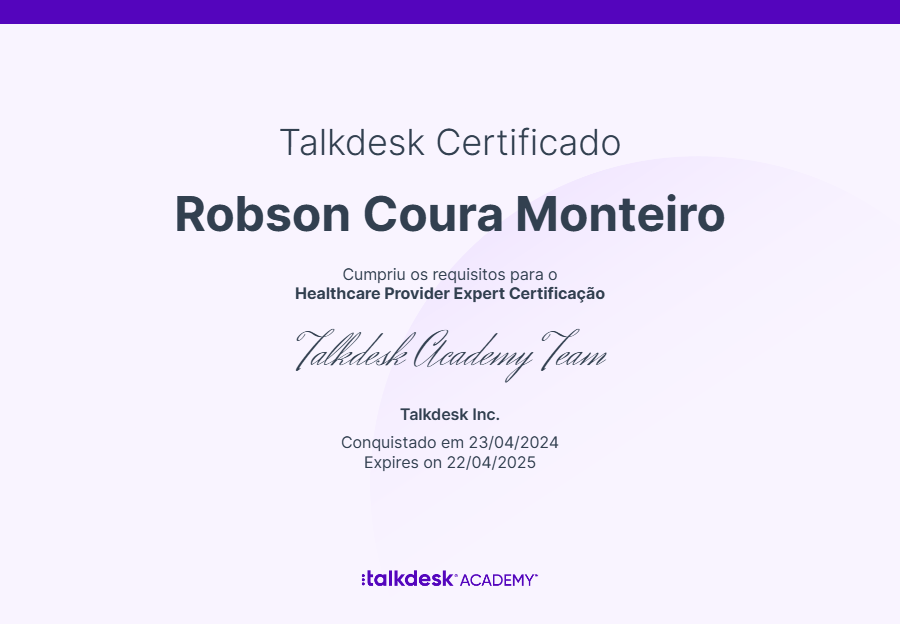 Talkdesk Certificado
Robson Coura Monteiro
Cumpriu os requisitos para o
Healthcare Provider Expert Certificação
Talkdesk Academy Team
Talkdesk Inc.
Conquistado em 23/04/2024
Expires on 22/04/2025
:talkdesk® ACADEMY™